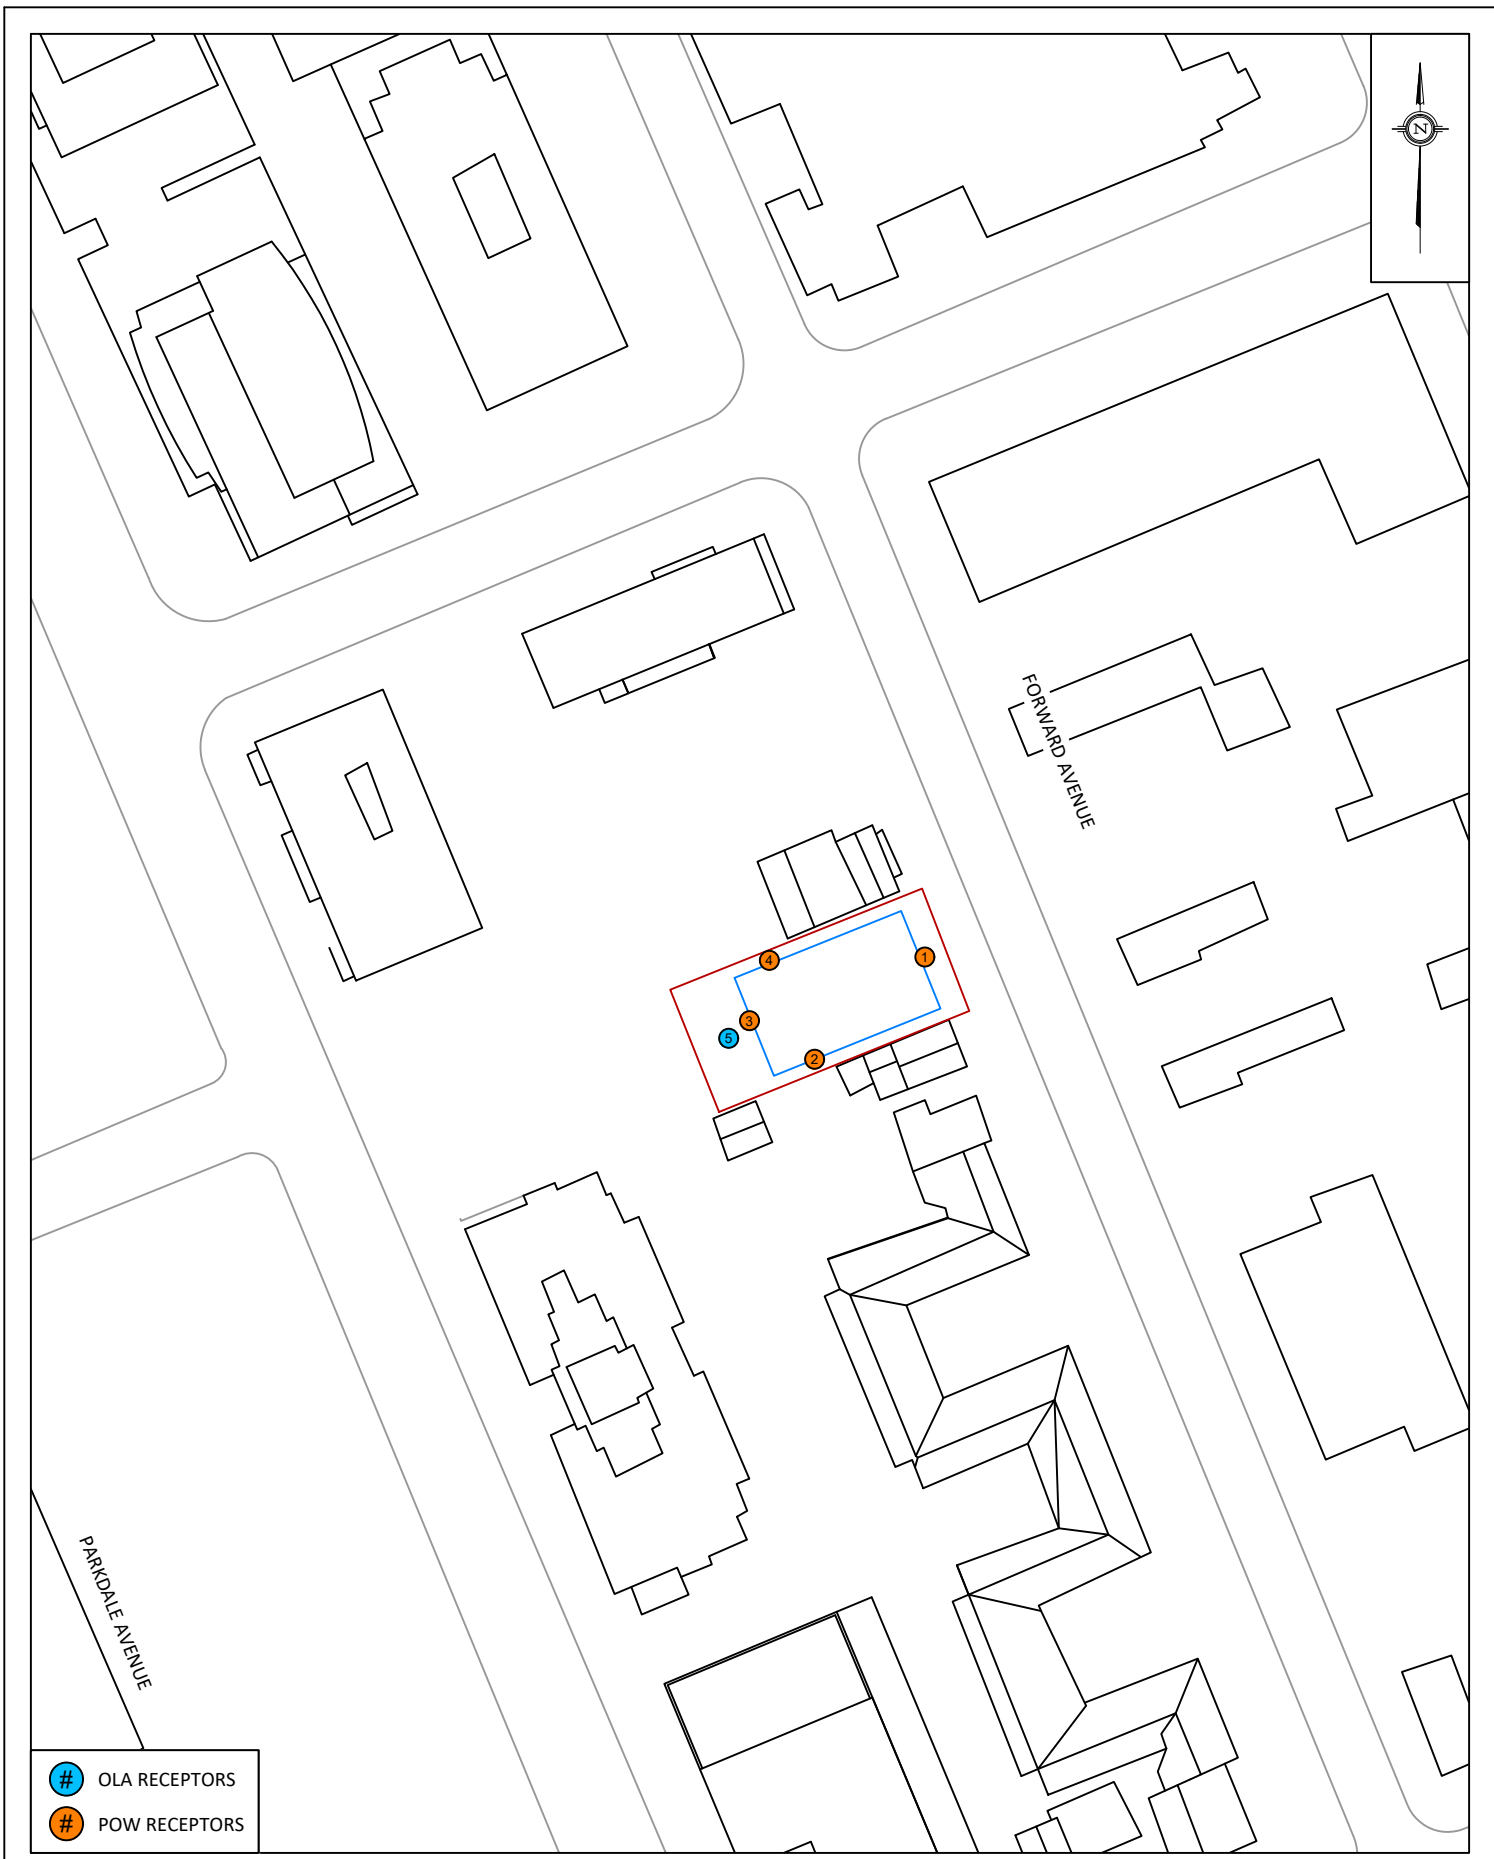 N
FORWARD AVENUE
4
1
3
5
2
PARKDALE AVENUE
# OLA RECEPTORS
# POW RECEPTORS